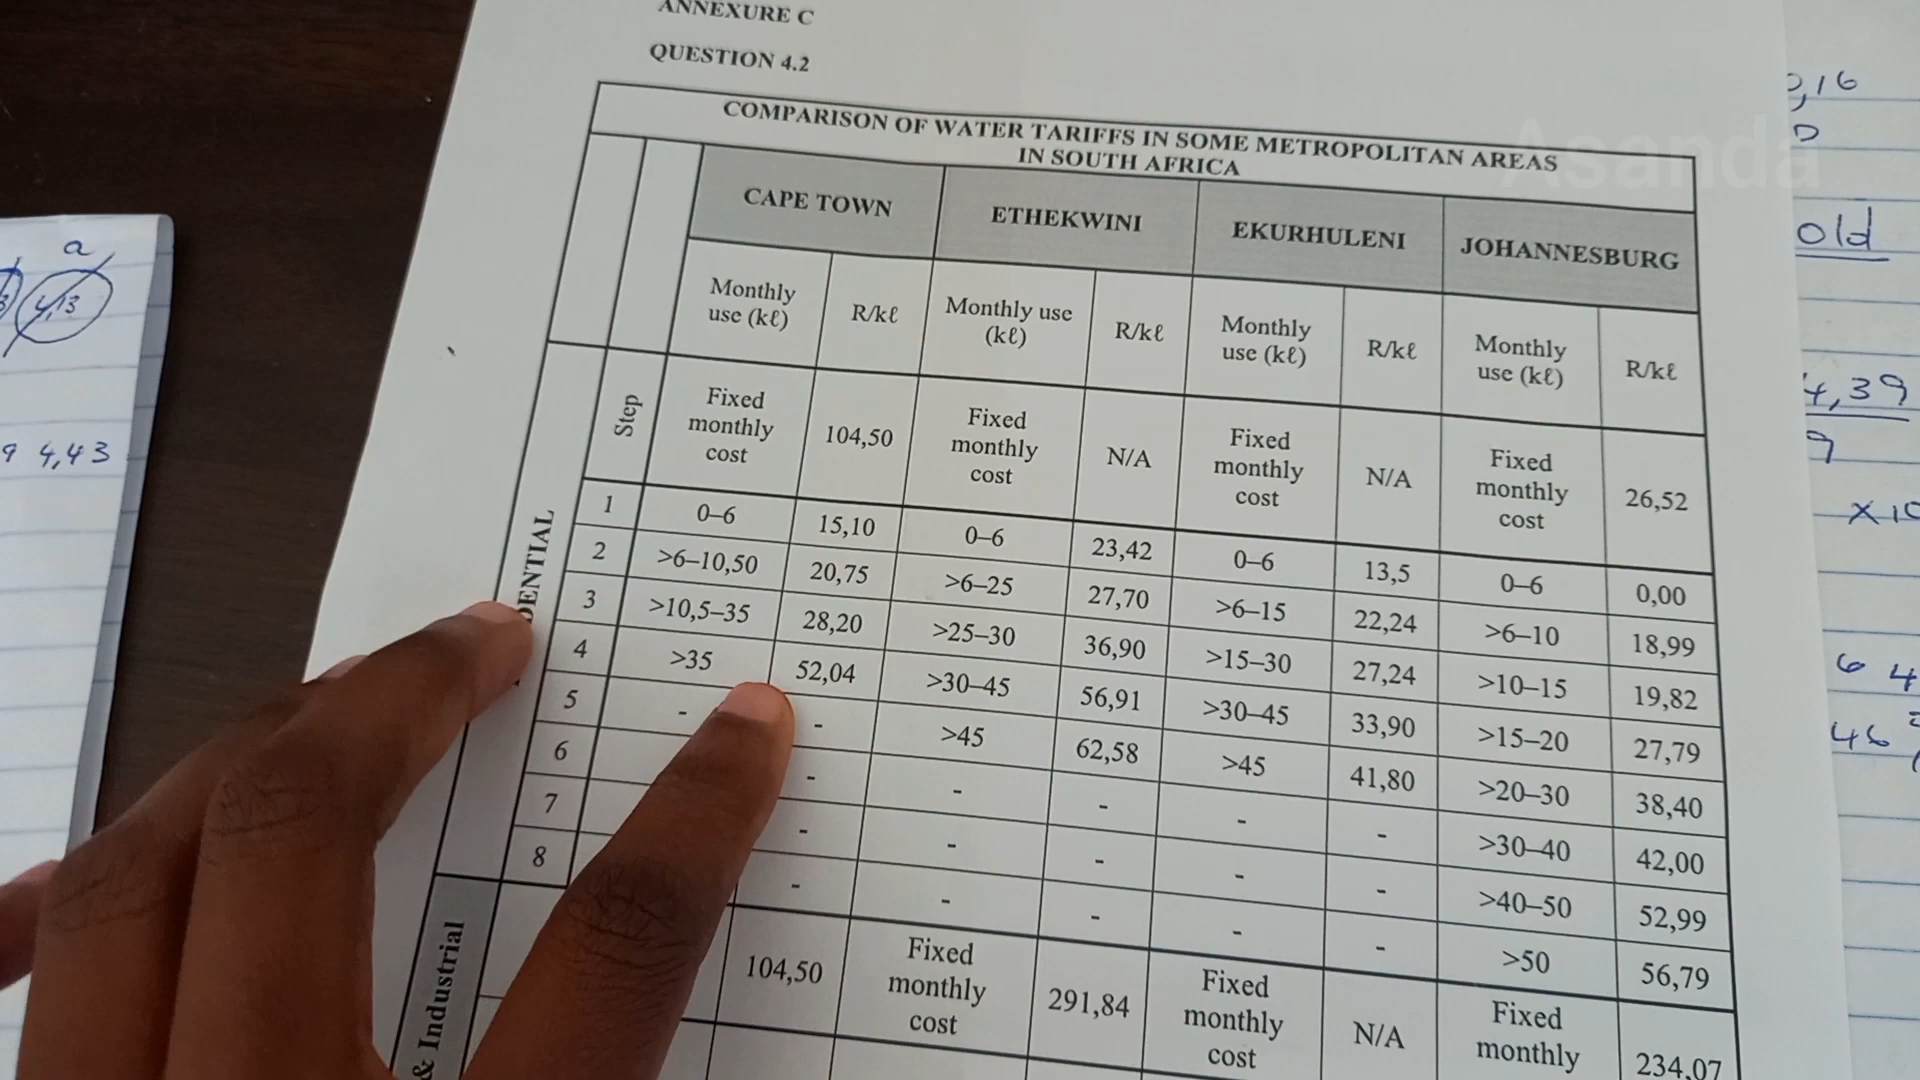 ANNEXURE C
QUESTION 4.2
COMPARISON OF WATER TARIFFS IN SOME METROPOLITAN AREAS
IN SOUTH AFRICA
Asanda
CAPE TOWN ETHEKWINI EKURHULENI JOHANNESBURG
Monthly use (kℓ) R/kℓ Monthly use (kℓ) R/kℓ Monthly use (kℓ) R/kℓ Monthly use (kℓ) R/kℓ
Step Fixed monthly cost 104,50 Fixed monthly cost N/A Fixed monthly cost N/A Fixed monthly cost 26,52
1 0–6 15,10 0–6 23,42 0–6 13,5 0–6 0,00
2 >6–10,50 20,75 >6–25 27,70 >6–15 22,24 >6–10 18,99
3 >10,5–35 28,20 >25–30 36,90 >15–30 27,24 >10–15 19,82
4 >35 52,04 >30–45 56,91 >30–45 33,90 >15–20 27,79
5 - - >45 62,58 >45 41,80 >20–30 38,40
6 - - - - - >30–40 42,00
7 - - - - - >40–50 52,99
8 - - - - - >50 56,79
DENTIAL
& Industrial
104,50 Fixed monthly cost 291,84 Fixed monthly cost N/A Fixed monthly 234,07
a
4,13
9 4,43
,16
D
old
4,39
9
×10
6 4
46